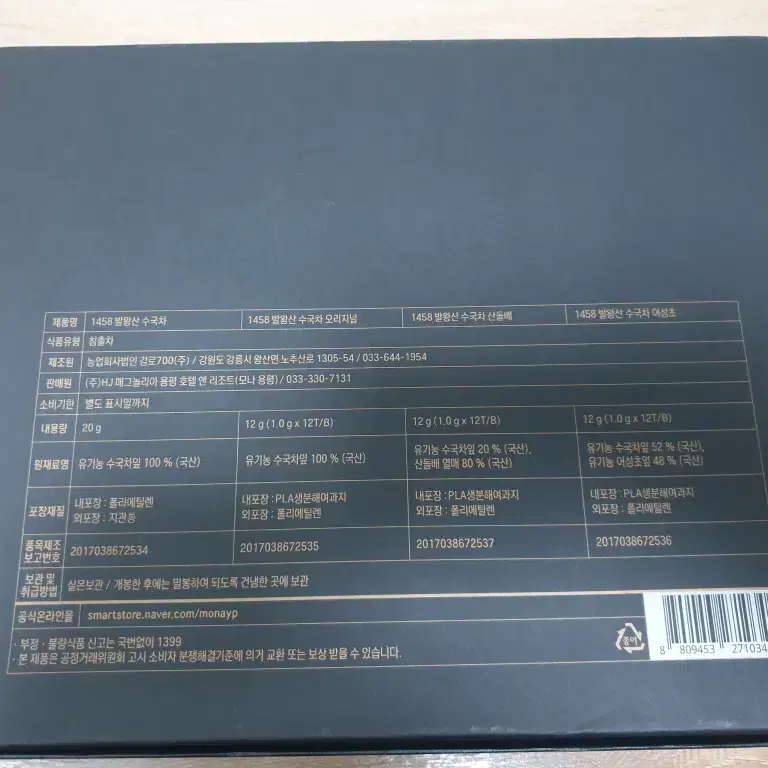 제품명 1458 발왕산 수국차 1458 발왕산 수국차 오리지널 1458 발왕산 수국차 산돌배 1458 발왕산 수국차 어성초
식품유형 침출차
제조원 농업회사법인 감로700(주) / 강원도 강릉시 왕산면 노추산로 1305-54 / 033-644-1954
판매원 (주)HJ 매그놀리아 용평 호텔 앤 리조트(모나 용평) / 033-330-7131
소비기한 별도 표시일까지
내용량 20 g 12 g (1.0 g x 12T/B) 12 g (1.0 g x 12T/B) 12 g (1.0 g x 12T/B)
원재료명 유기농 수국차잎 100 % (국산) 유기농 수국차잎 100 % (국산) 유기농 수국차잎 20 % (국산), 유기농 수국차잎 52 % (국산),
산돌배 열매 80 % (국산) 유기농 어성초잎 48 % (국산)
포장재질 내포장 : 폴리에틸렌 내포장 : PLA생분해여과지 내포장 : PLA생분해여과지 내포장 : PLA생분해여과지
외포장 : 지관통 외포장 : 폴리에틸렌 외포장 : 폴리에틸렌 외포장 : 폴리에틸렌
품목제조 2017038672534 2017038672535 2017038672537 2017038672536
보고번호
보관 및 실온보관 / 개봉한 후에는 밀봉하여 되도록 건냉한 곳에 보관
취급방법
공식온라인몰 smartstore.naver.com/monayp
· 부정 · 불량식품 신고는 국번없이 1399
· 본 제품은 공정거래위원회 고시 소비자 분쟁해결기준에 의거 교환 또는 보상 받을 수 있습니다.
종이
8 809453 271034